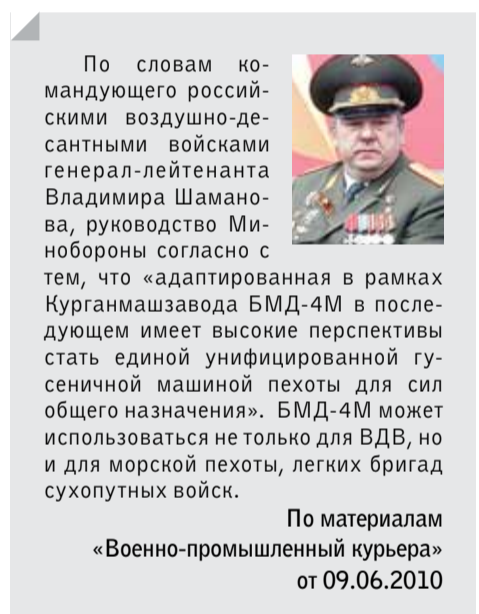 По словам ко-
мандующего россий-
скими воздушно-де-
сантными войсками
генерал-лейтенанта
Владимира Шамано-
ва, руководство Ми-
нобороны согласно с
тем, что «адаптированная в рамках
Курганмашзавода БМД-4М в после-
дующем имеет высокие перспективы
стать единой унифицированной гу-
сеничной машиной пехоты для сил
общего назначения». БМД-4М может
использоваться не только для ВДВ, но
и для морской пехоты, легких бригад
сухопутных войск.
По материалам
«Военно-промышленный курьера»
от 09.06.2010